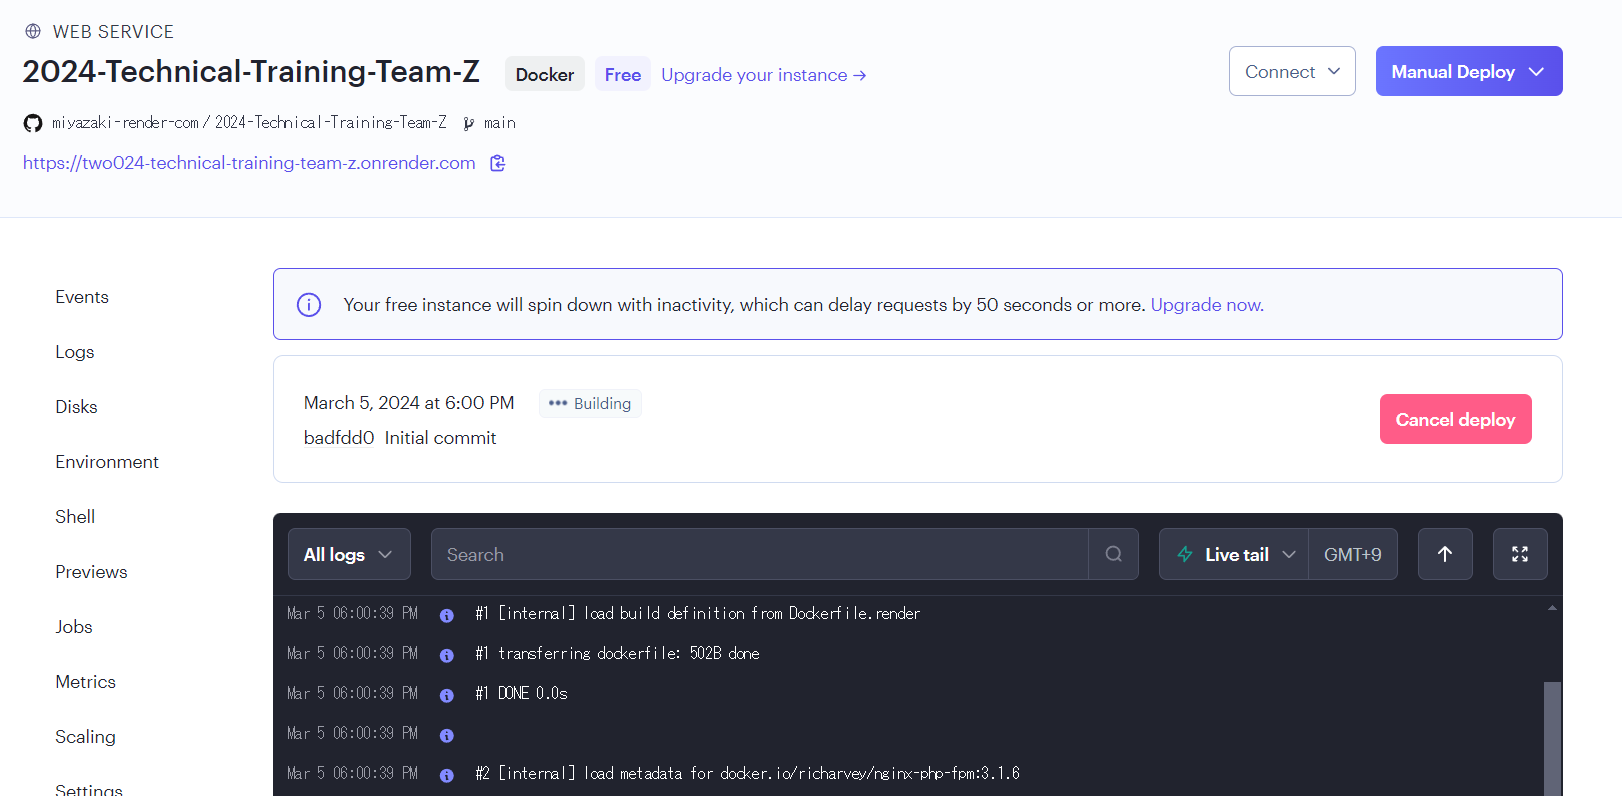 WEB SERVICE
2024-Technical-Training-Team-Z Docker Free Upgrade your instance →
Connect Manual Deploy
miyazaki-render-com / 2024-Technical-Training-Team-Z main
https://two024-technical-training-team-z.onrender.com
Events
Logs
Disks
Environment
Shell
Previews
Jobs
Metrics
Scaling
Settings
Your free instance will spin down with inactivity, which can delay requests by 50 seconds or more. Upgrade now.
March 5, 2024 at 6:00 PM ••• Building
badfdd0 Initial commit
Cancel deploy
All logs Search Live tail GMT+9
Mar 5 06:00:39 PM #1 [internal] load build definition from Dockerfile.render
Mar 5 06:00:39 PM #1 transferring dockerfile: 502B done
Mar 5 06:00:39 PM #1 DONE 0.0s
Mar 5 06:00:39 PM
Mar 5 06:00:39 PM #2 [internal] load metadata for docker.io/richarvey/nginx-php-fpm:3.1.6